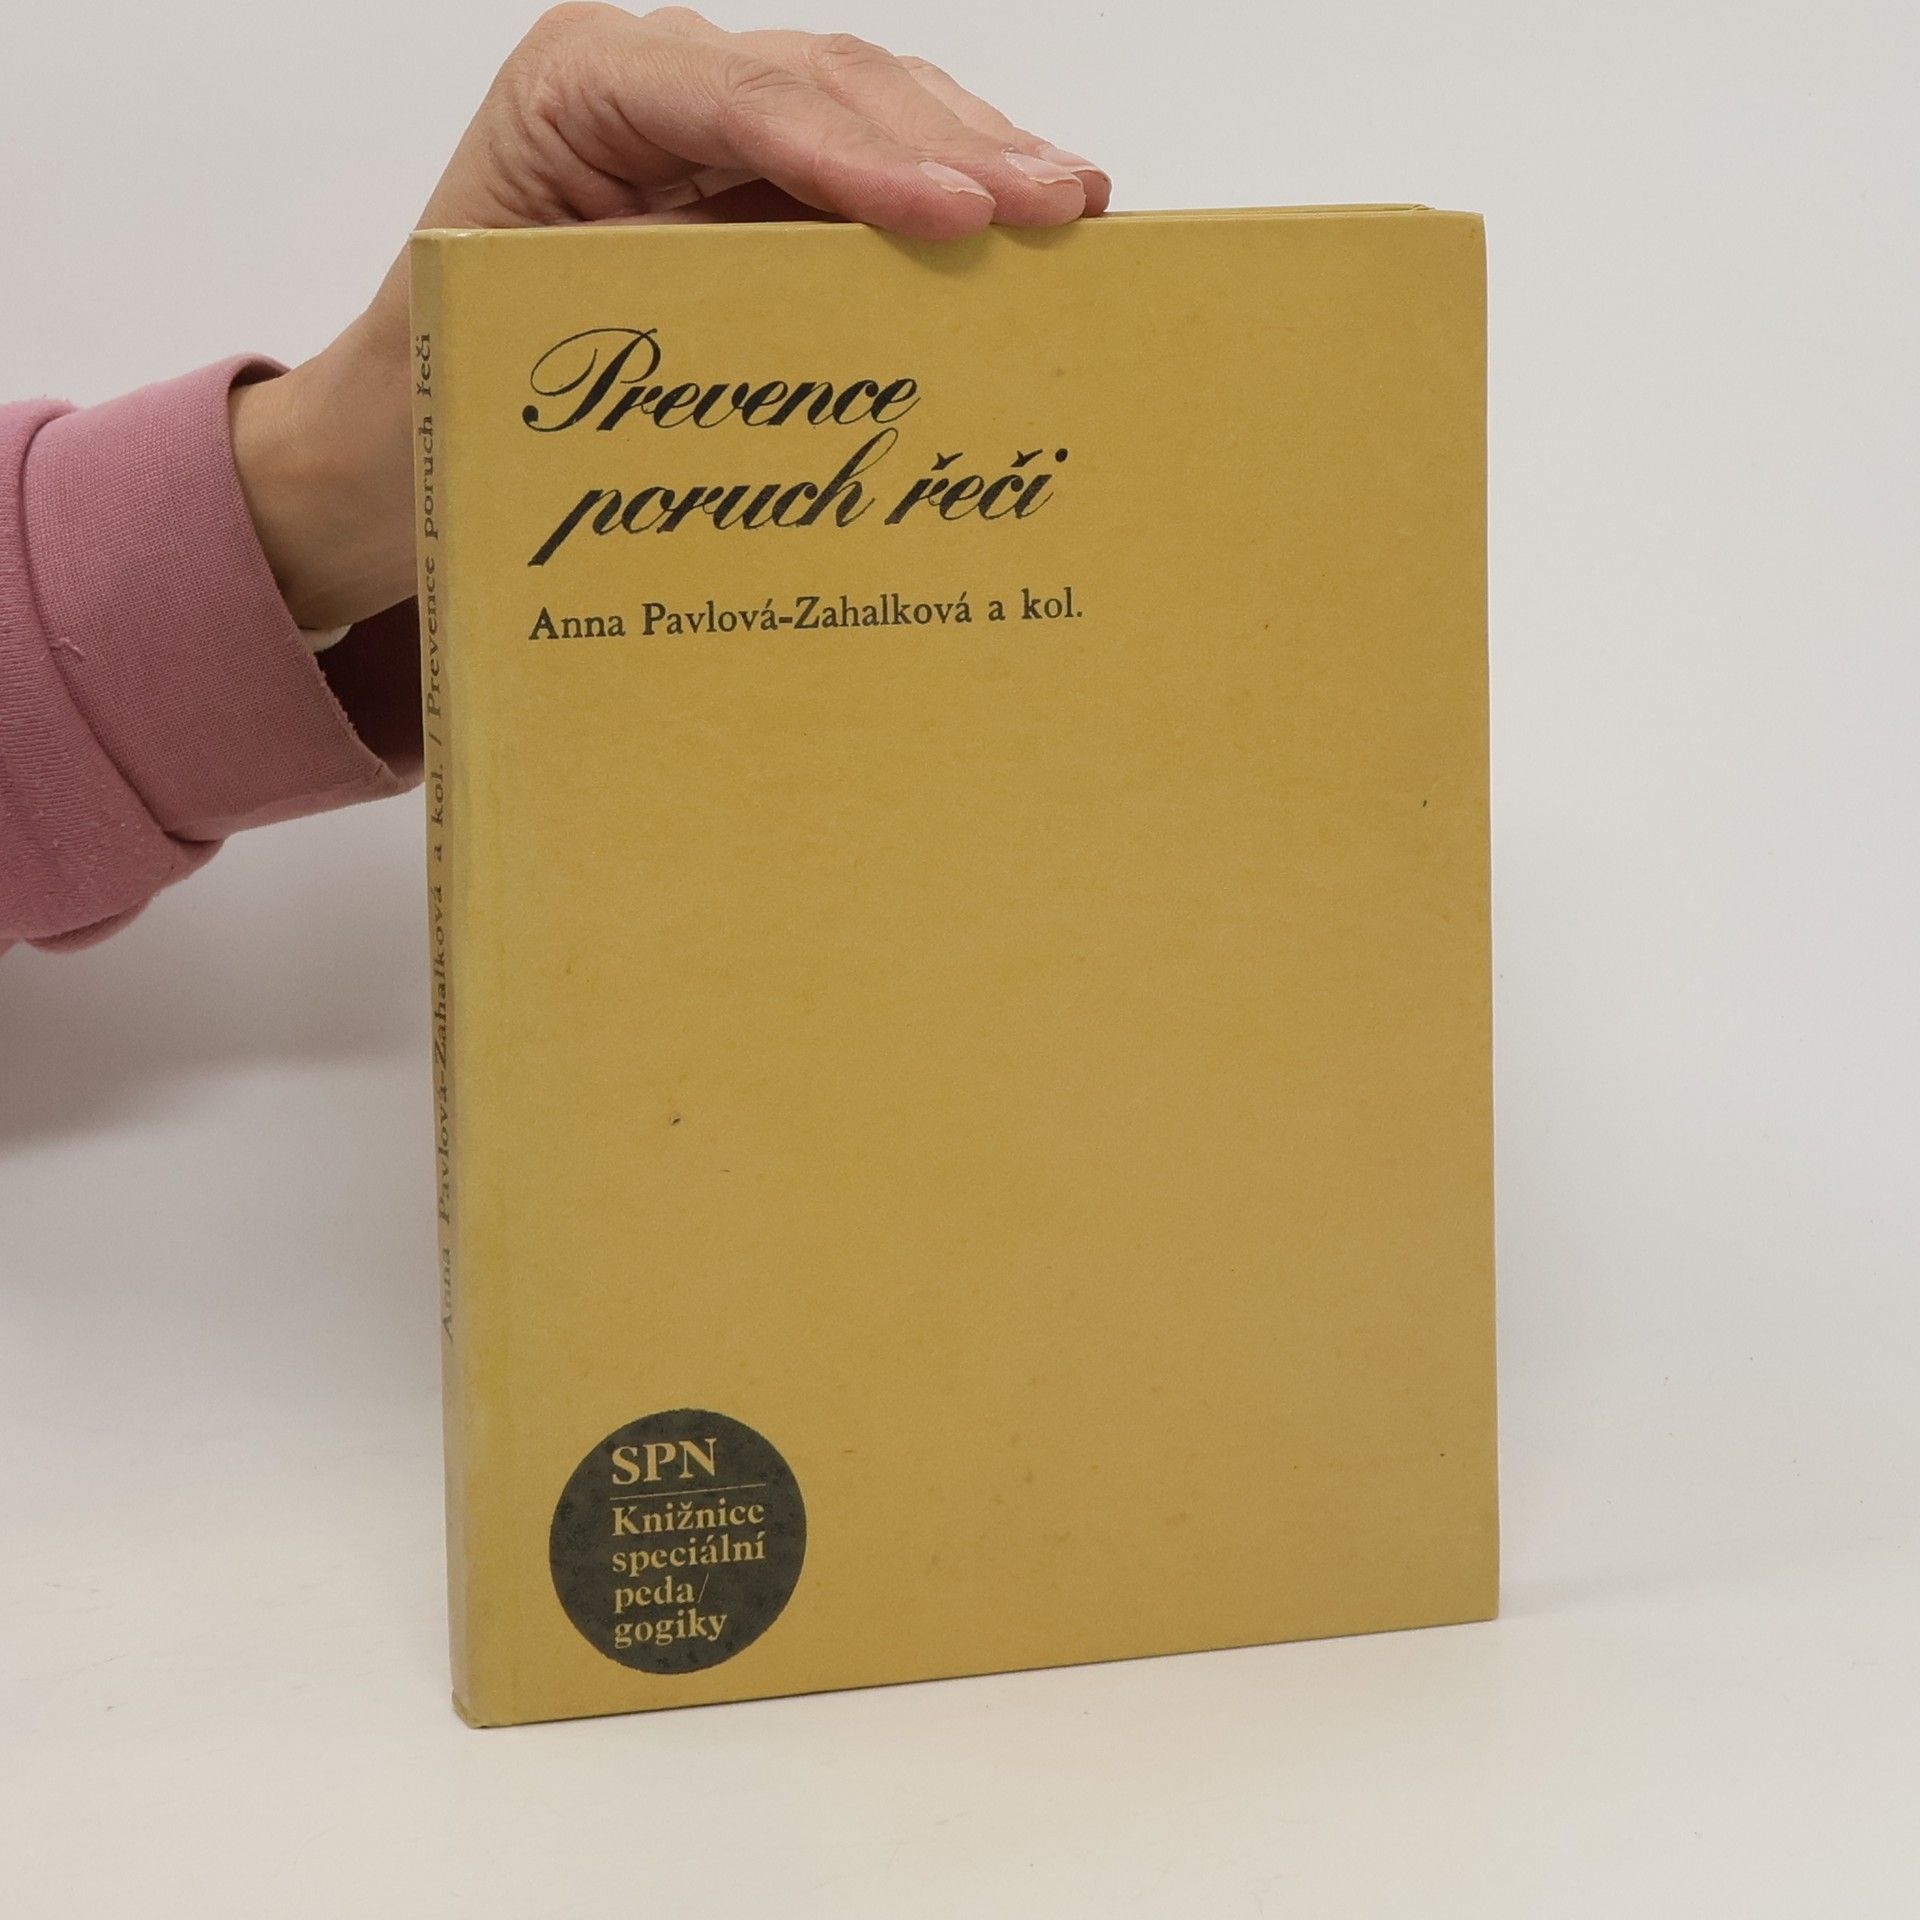 Prevence
poruch řeči
Anna Pavlová-Zahalková a kol.
Anna Pavlová-Zahalková a kol. / Prevence poruch řeči
SPN
Knižnice
speciální
peda/
gogiky